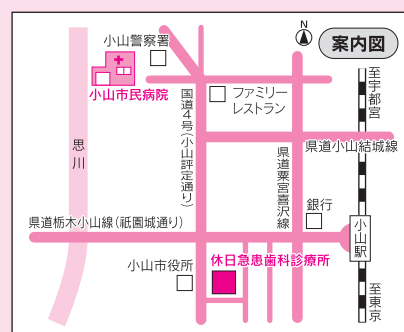 N
案内図
小山警察署
小山市民病院
至宇都宮
ファミリー
レストラン
国道4号(小山評定通り)
思川
県道小山結城線
県道粟宮喜沢線
銀行
県道栃木小山線(祇園城通り)
小山駅
休日急患歯科診療所
小山市役所
至東京